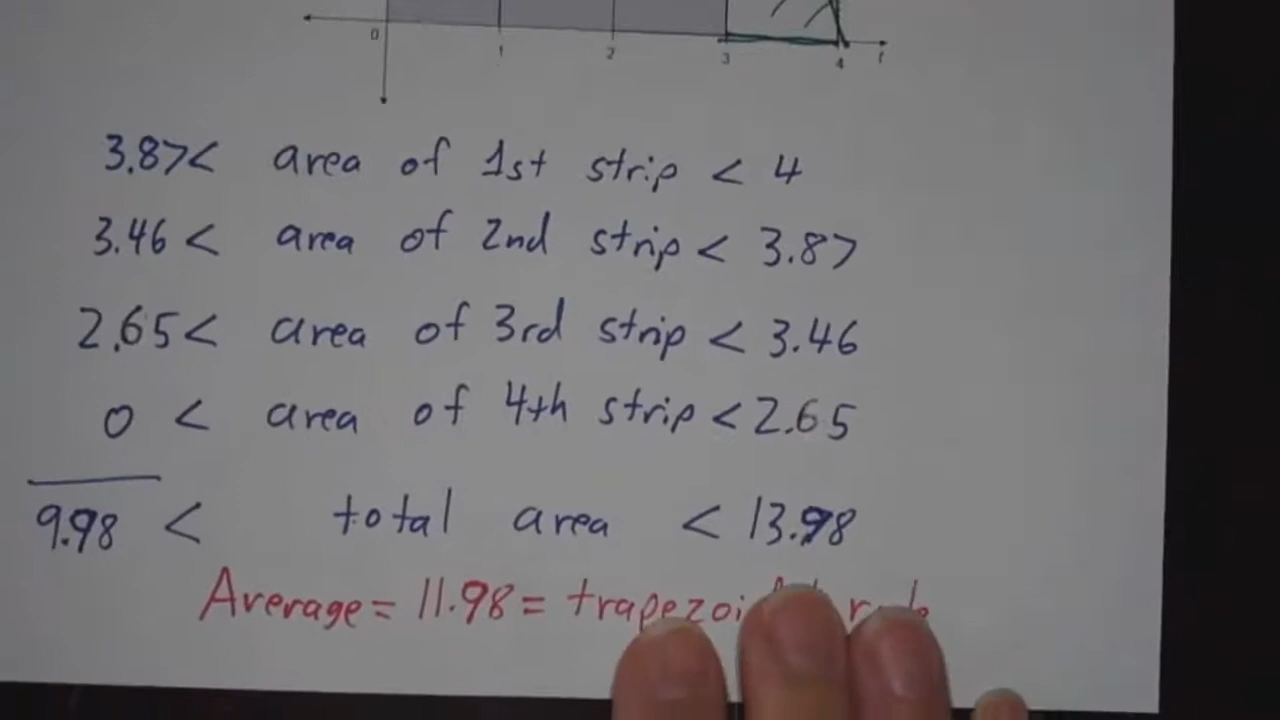 0 1 2 3 4
3.87< area of 1st strip < 4
3.46 < area of 2nd strip < 3.87
2.65< area of 3rd strip < 3.46
0 < area of 4th strip <2.65
9.98 < total area < 13.98
Average = 11.98 =